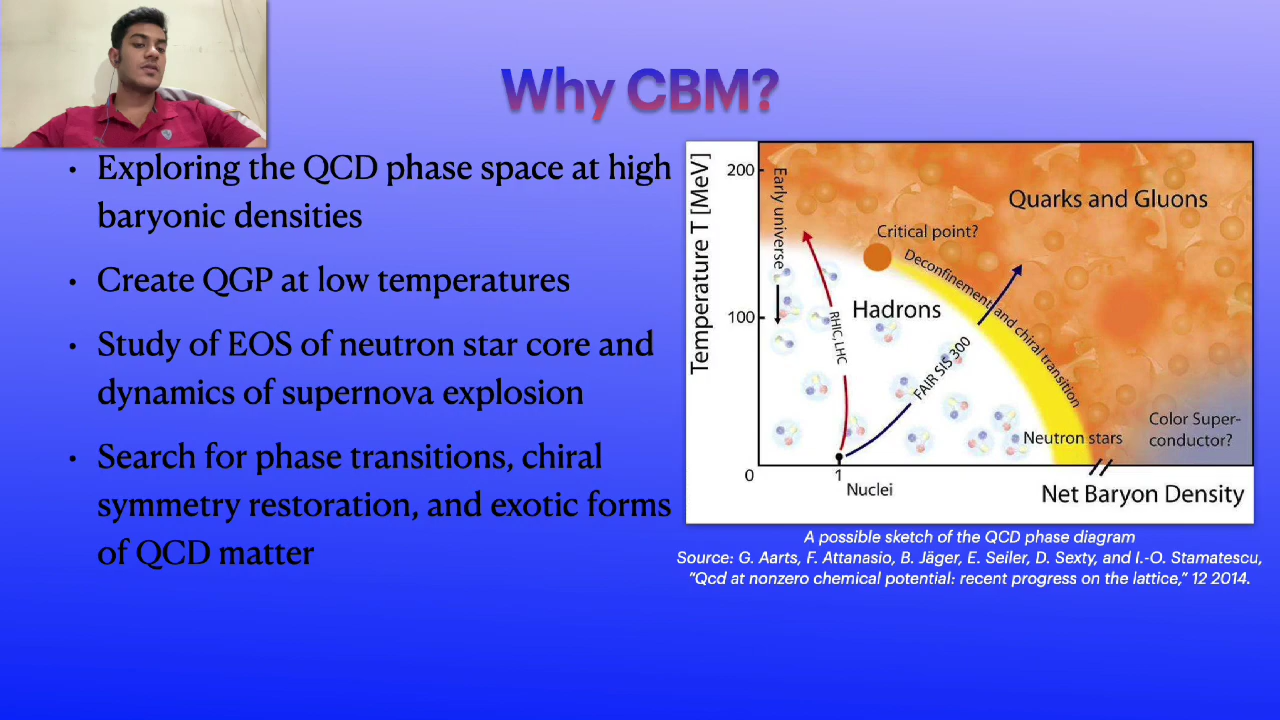 Why CBM?
• Exploring the QCD phase space at high
baryonic densities
• Create QGP at low temperatures
• Study of EOS of neutron star core and
dynamics of supernova explosion
• Search for phase transitions, chiral
symmetry restoration, and exotic forms
of QCD matter
Temperature T [MeV]
200
100
0
Early universe
Quarks and Gluons
Critical point?
Deconfinement and chiral transition
Hadrons
RHIC, LHC
FAIR SIS 300
Color Super-
conductor?
Neutron stars
1
Nuclei
Net Baryon Density
A possible sketch of the QCD phase diagram
Source: G. Aarts, F. Attanasio, B. Jäger, E. Seiler, D. Sexty, and I.-O. Stamatescu,
“Qcd at nonzero chemical potential: recent progress on the lattice,” 12 2014.